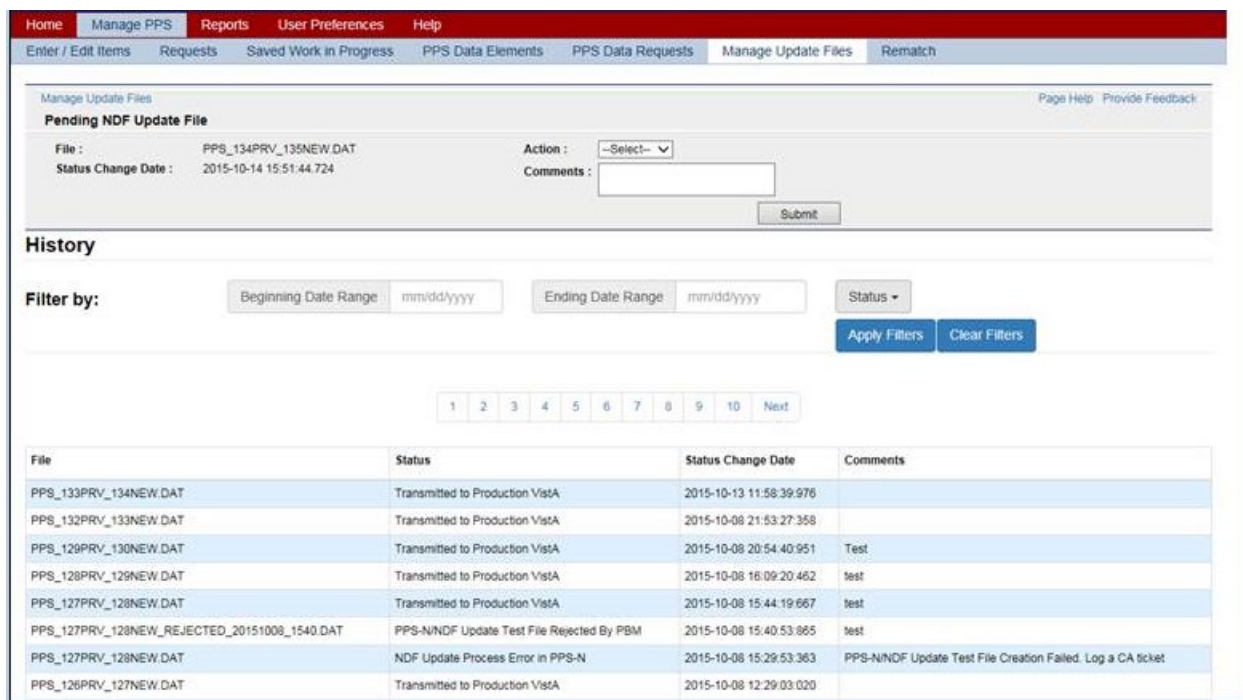 Home Manage PPS Reports User Preferences Help
Enter / Edit Items Requests Saved Work in Progress PPS Data Elements PPS Data Requests Manage Update Files Rematch
Manage Update Files Page Help Provide Feedback
Pending NDF Update File
File : PPS_134PRV_135NEW.DAT Action : --Select--
Status Change Date : 2015-10-14 15:51:44.724 Comments :
Submit
History
Filter by: Beginning Date Range mm/dd/yyyy Ending Date Range mm/dd/yyyy Status
Apply Filters Clear Filters
1 2 3 4 5 6 7 8 9 10 Next
File Status Status Change Date Comments
PPS_133PRV_134NEW.DAT Transmitted to Production VistA 2015-10-13 11:58:39:976
PPS_132PRV_133NEW.DAT Transmitted to Production VistA 2015-10-08 21:53:27:358
PPS_129PRV_130NEW.DAT Transmitted to Production VistA 2015-10-08 20:54:40:951 Test
PPS_128PRV_129NEW.DAT Transmitted to Production VistA 2015-10-08 16:09:20:462 test
PPS_127PRV_128NEW.DAT Transmitted to Production VistA 2015-10-08 15:44:19:667 test
PPS_127PRV_128NEW_REJECTED_20151008_1540.DAT PPS-N/NDF Update Test File Rejected By PBM 2015-10-08 15:40:53:865 test
PPS_127PRV_128NEW.DAT NDF Update Process Error in PPS-N 2015-10-08 15:29:53:363 PPS-N/NDF Update Test File Creation Failed. Log a CA ticket
PPS_126PRV_127NEW.DAT Transmitted to Production VistA 2015-10-08 12:29:03:020